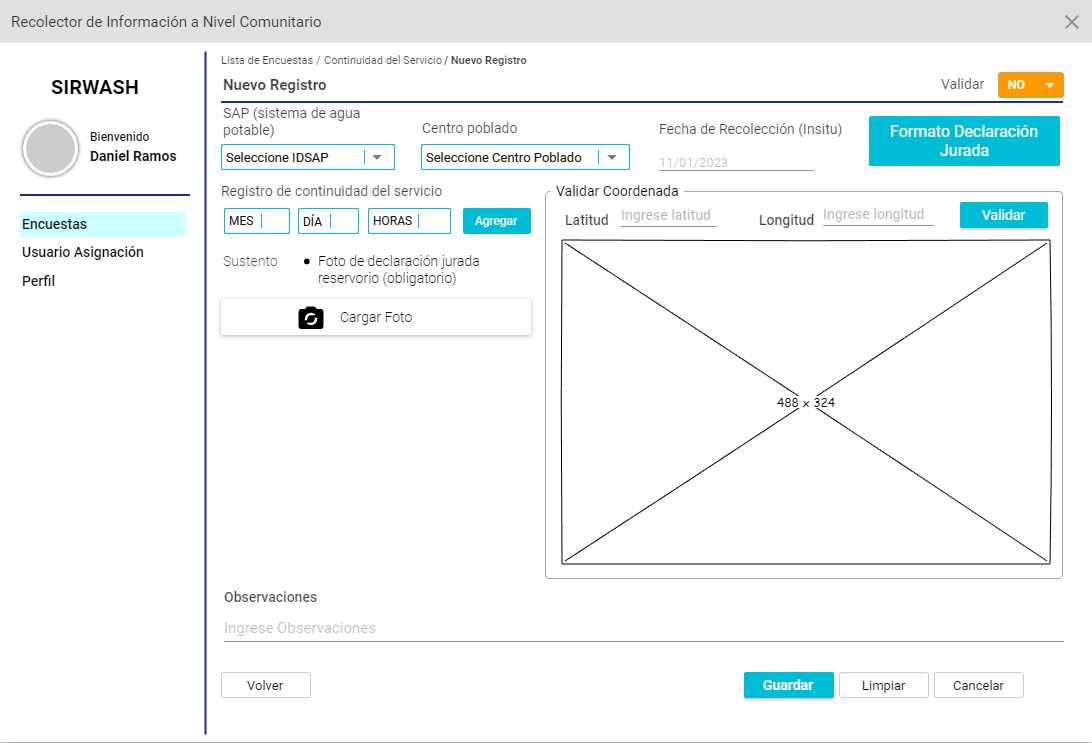 Recolector de Información a Nivel Comunitario
SIRWASH
Bienvenido
Daniel Ramos
Encuestas
Usuario Asignación
Perfil
Lista de Encuestas / Continuidad del Servicio / Nuevo Registro
Nuevo Registro
Validar
NO
SAP (sistema de agua
potable)
Seleccione IDSAP
Centro poblado
Seleccione Centro Poblado
Fecha de Recolección (Insitu)
11/01/2023
Formato Declaración
Jurada
Registro de continuidad del servicio
MES
DÍA
HORAS
Agregar
Sustento
• Foto de declaración jurada
reservorio (obligatorio)
Cargar Foto
Validar Coordenada
Latitud
Ingrese latitud
Longitud
Ingrese longitud
Validar
488 x 324
Observaciones
Ingrese Observaciones
Volver
Guardar
Limpiar
Cancelar